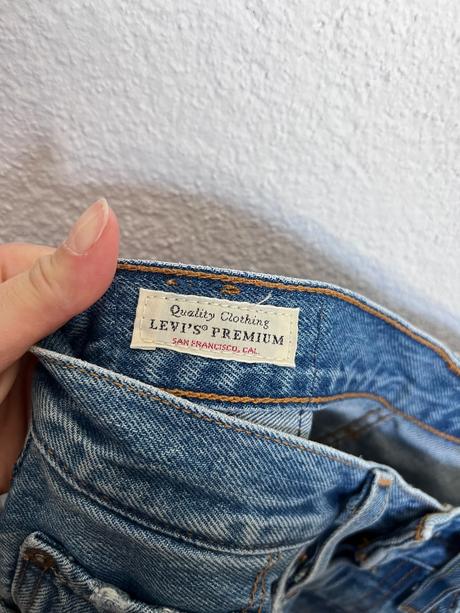 Quality Clothing
LEVI'S® PREMIUM
SAN FRANCISCO, CAL.